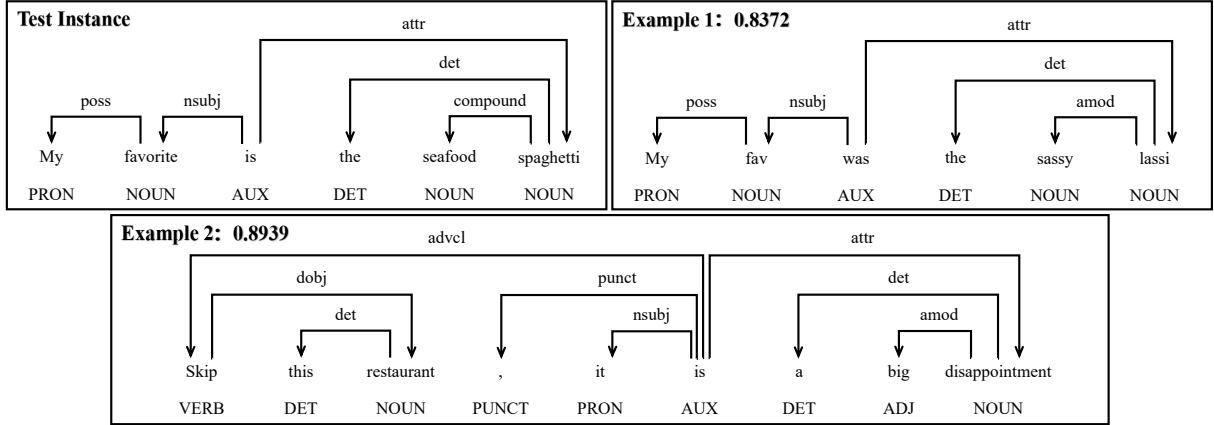 Test Instance
attr
det
poss nsubj compound
My favorite is the seafood spaghetti
PRON NOUN AUX DET NOUN NOUN
Example 1: 0.8372
attr
det
poss nsubj amod
My fav was the sassy lassi
PRON NOUN AUX DET NOUN NOUN
Example 2: 0.8939
advcl attr
dobj punct det
det nsubj amod
Skip this restaurant , it is a big disappointment
VERB DET NOUN PUNCT PRON AUX DET ADJ NOUN